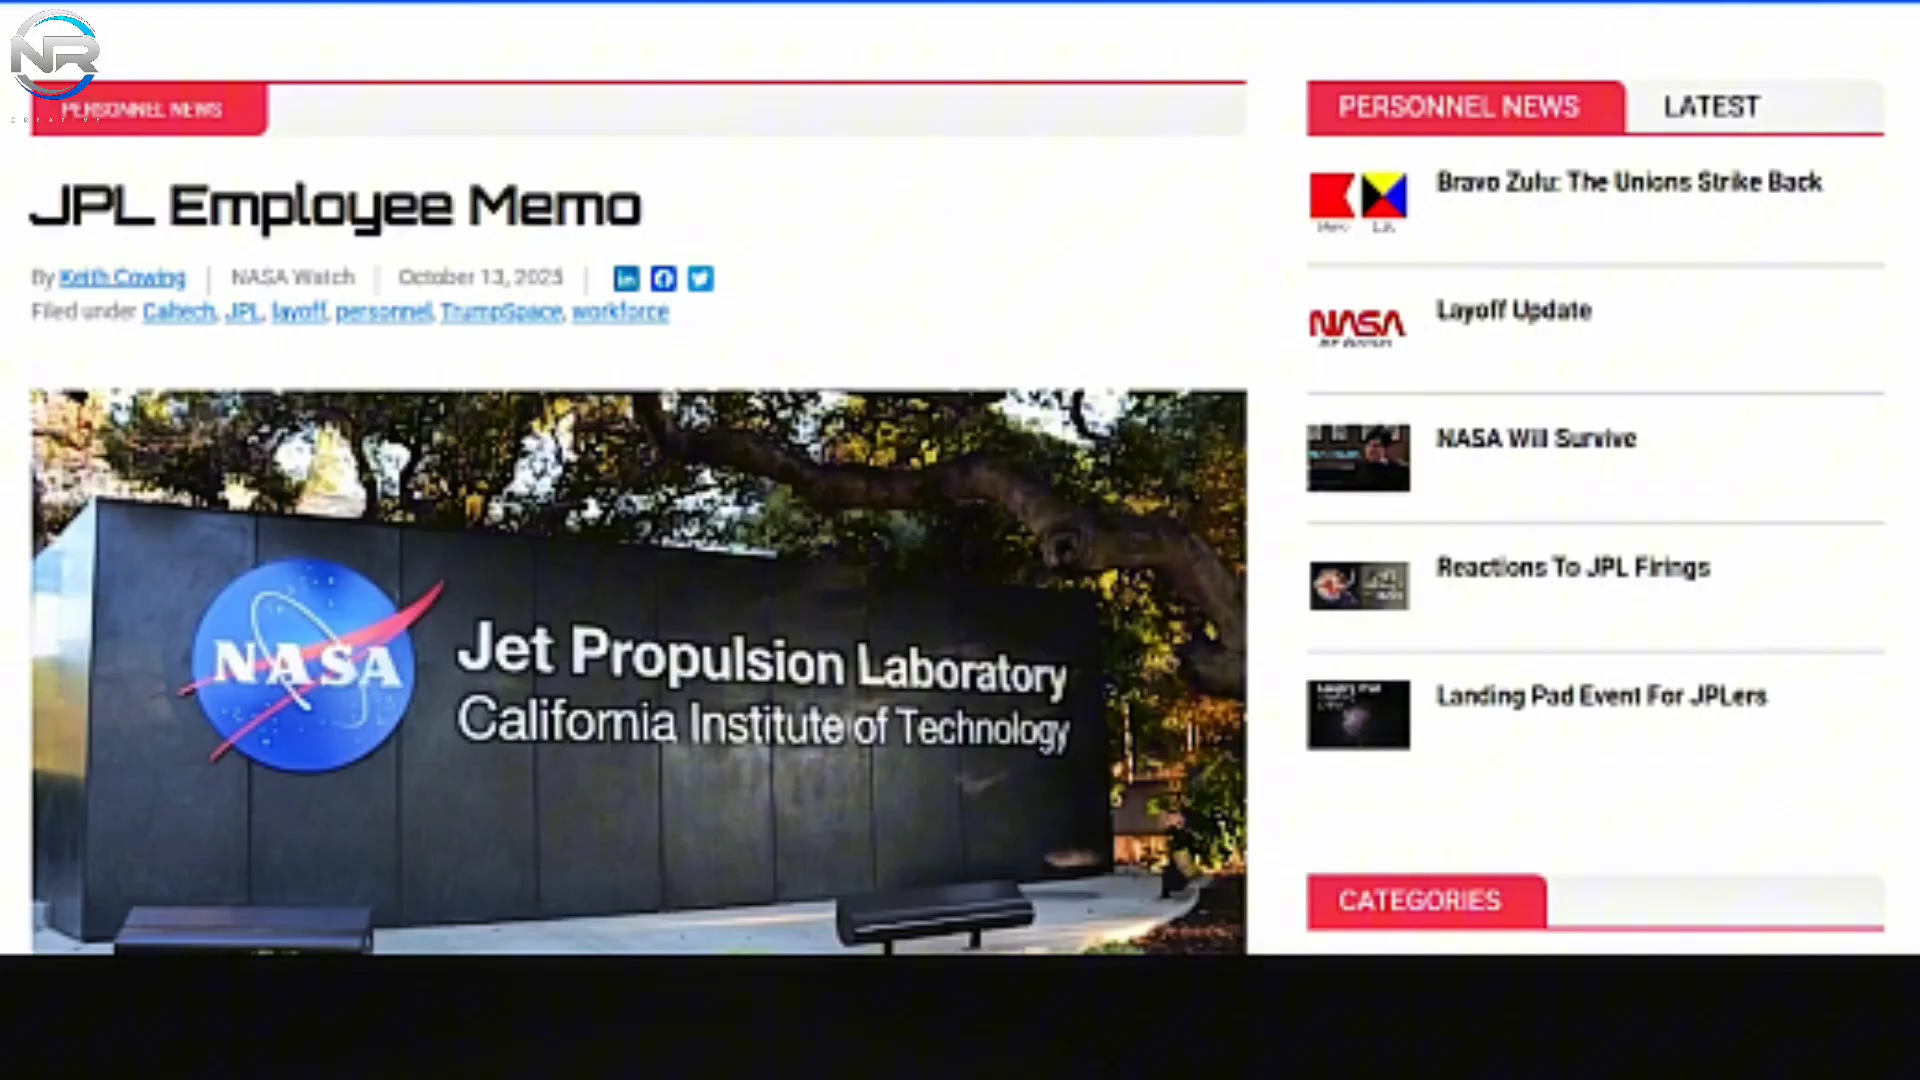 NR
CREATIVE
PERSONNEL NEWS
JPL Employee Memo
By Keith Cowing | NASA Watch | October 13, 2025
Filed under Caltech, JPL, layoff, personnel, TrumpSpace, workforce
NASA
Jet Propulsion Laboratory
California Institute of Technology
PERSONNEL NEWS
LATEST
Bravo Zulu: The Unions Strike Back
NASA
Layoff Update
NASA Will Survive
Reactions To JPL Firings
Landing Pad Event For JPLers
CATEGORIES